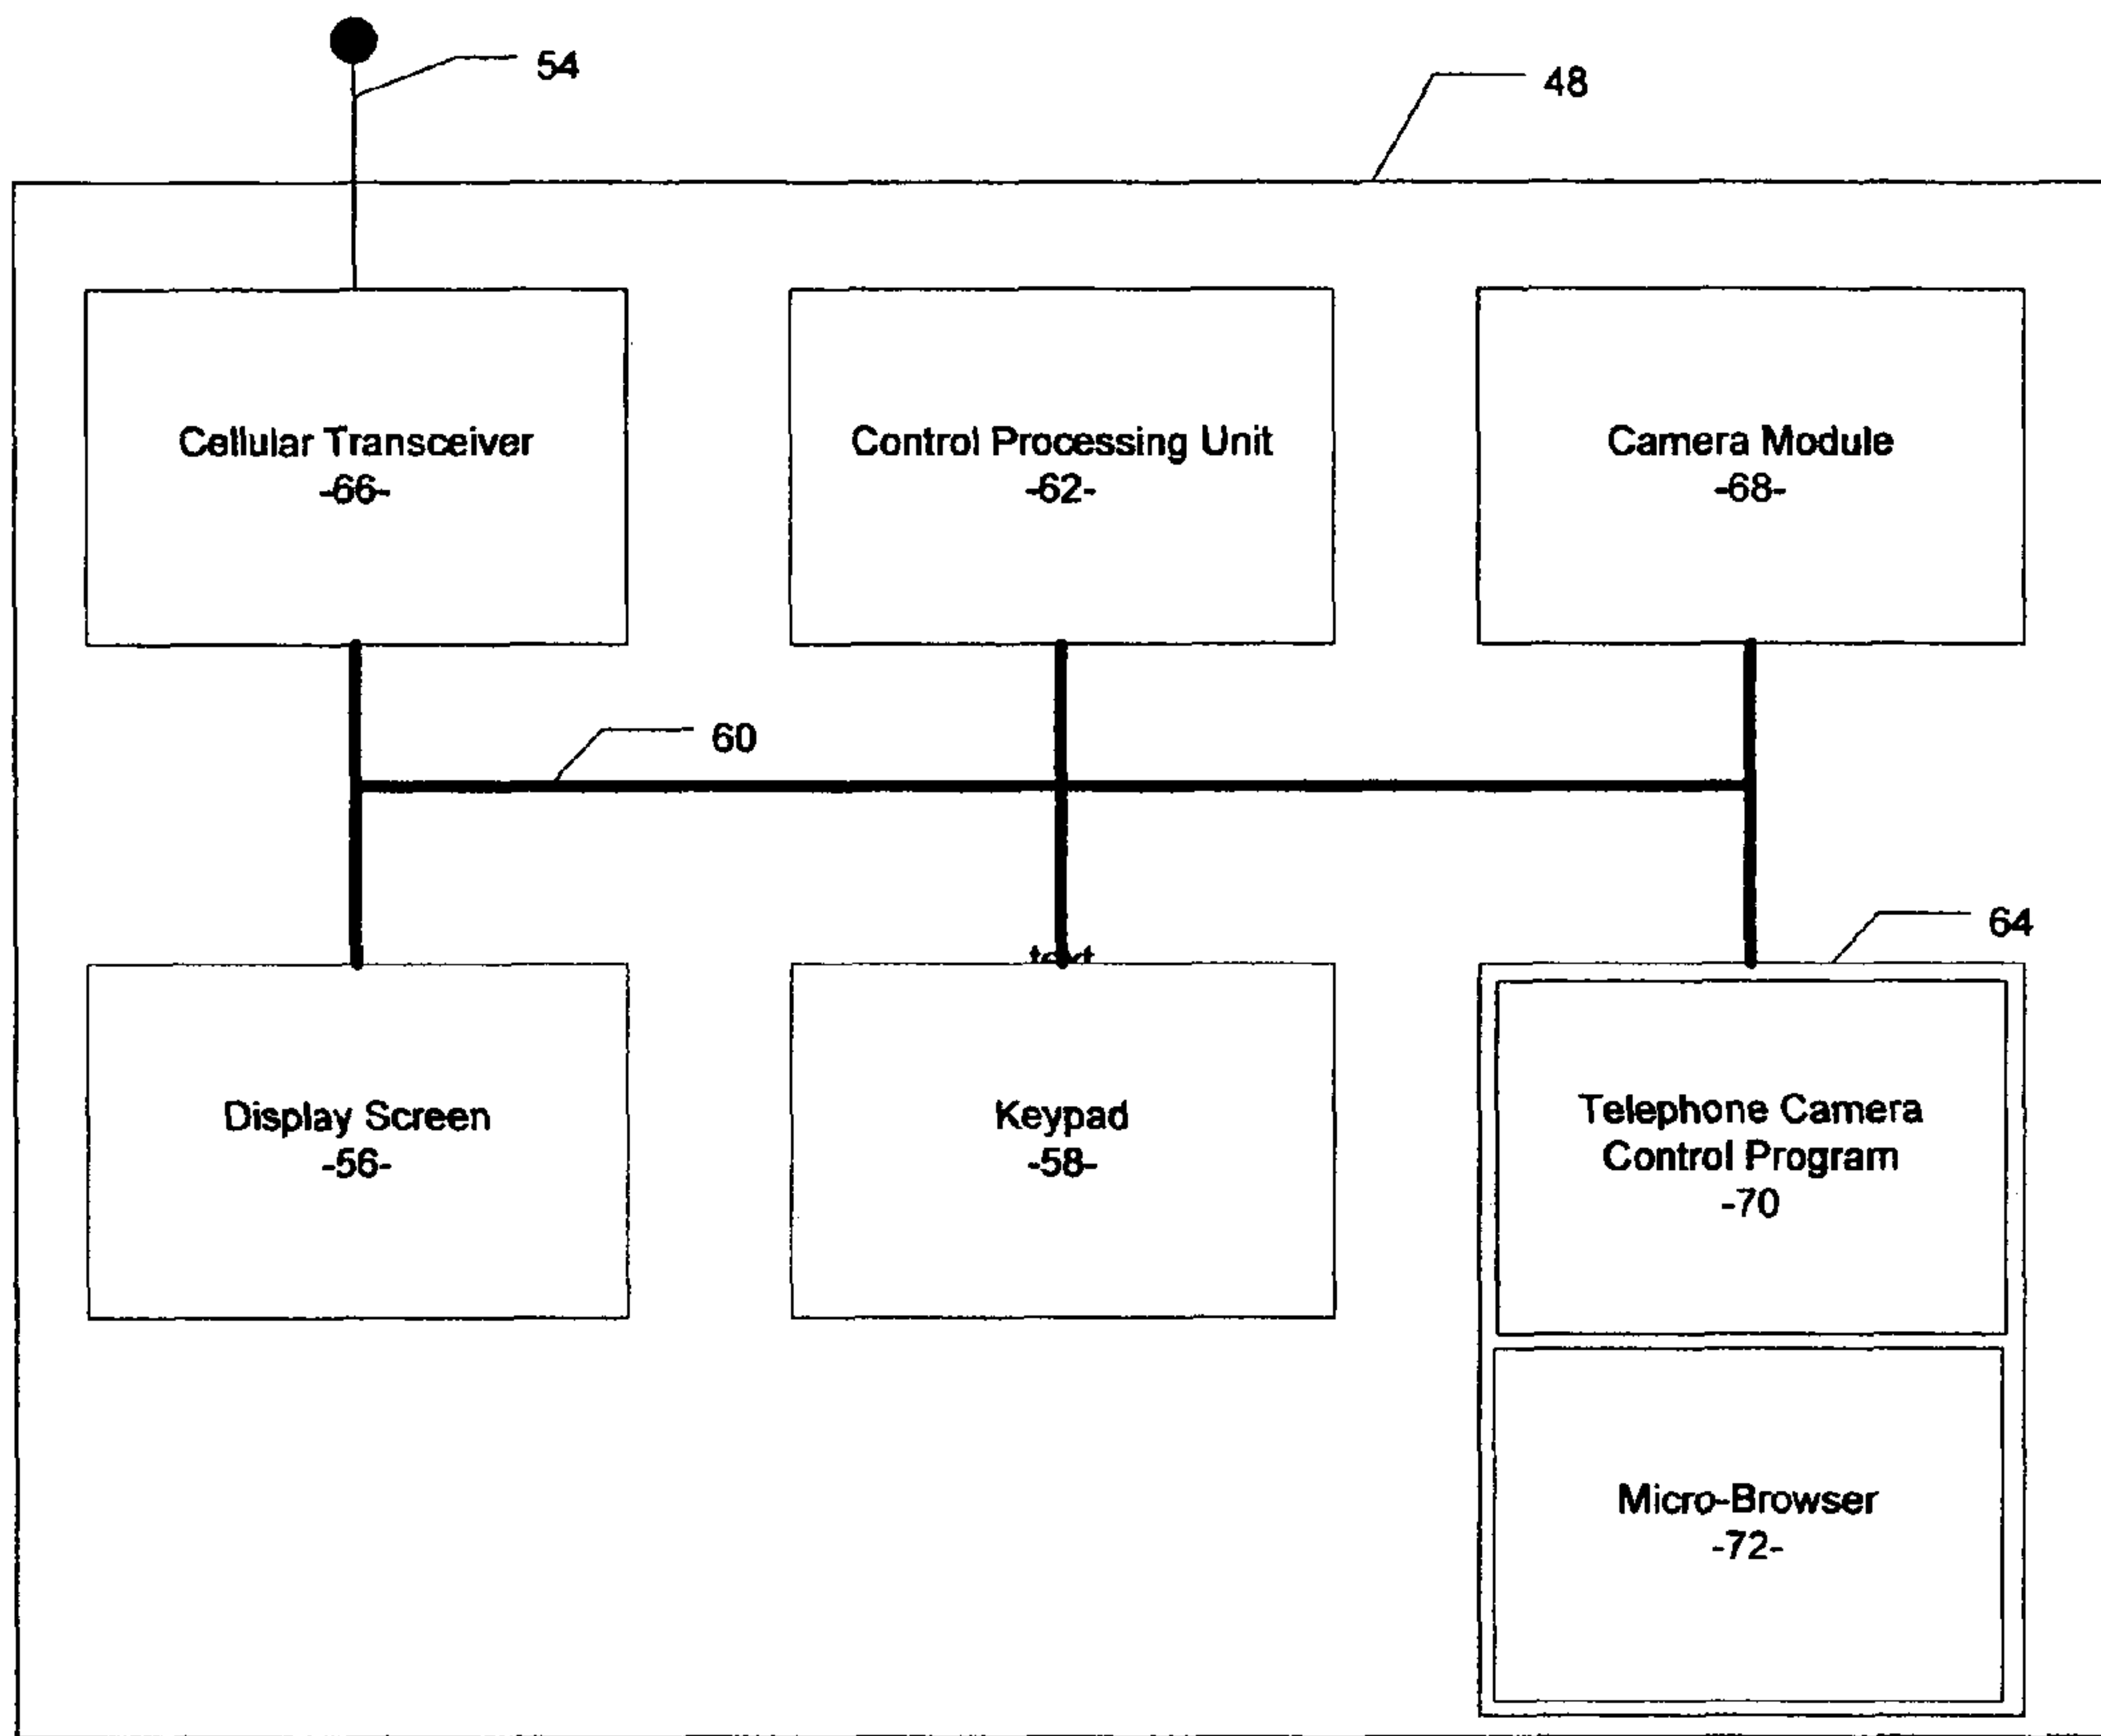 54
48
Cellular Transceiver
-66-
Control Processing Unit
-62-
Camera Module
-68-
60
64
Display Screen
-56-
Keypad
-58-
Telephone Camera
Control Program
-70
Micro-Browser
-72-